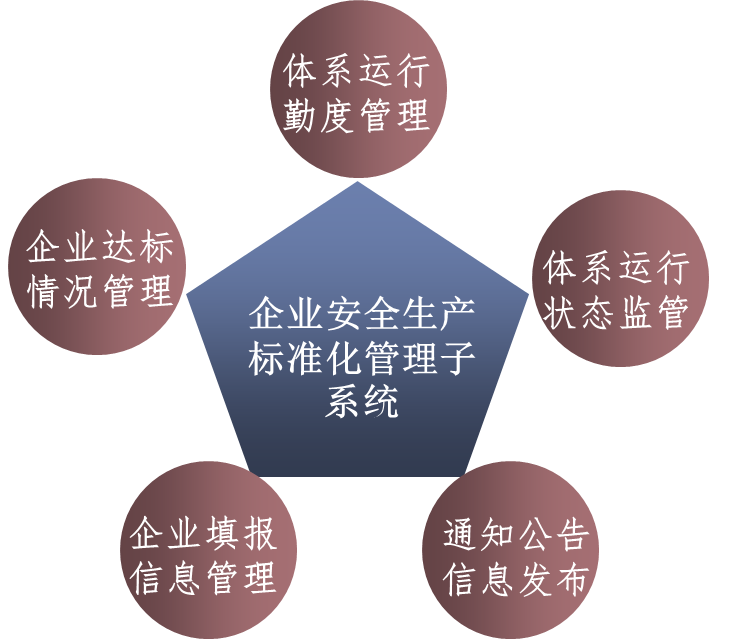 体系运行
勤度管理
企业达标
情况管理
体系运行
状态监管
企业安全生产
标准化管理子
系统
企业填报
信息管理
通知公告
信息发布